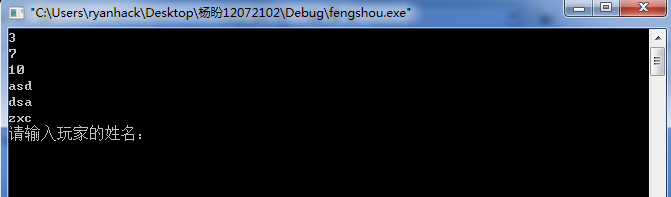 "C:\Users\ryanhack\Desktop\杨盼12072102\Debug\fengshou.exe"
3
7
10
asd
dsa
zxc
请输入玩家的姓名：